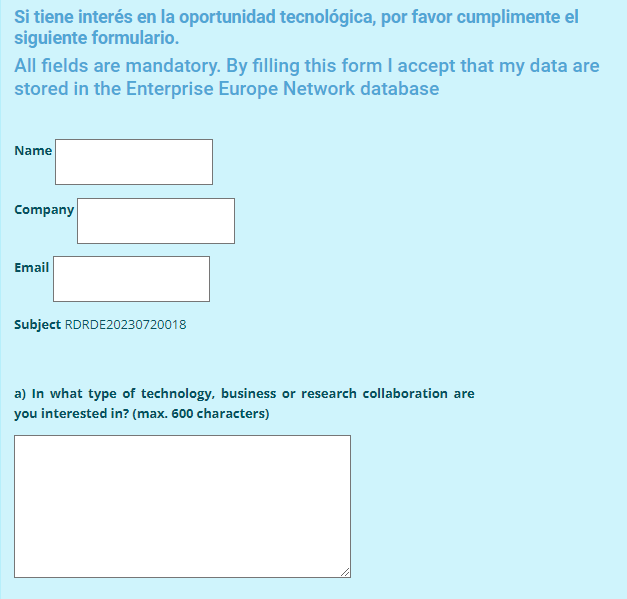 Si tiene interés en la oportunidad tecnológica, por favor cumplimente el
siguiente formulario.
All fields are mandatory. By filling this form I accept that my data are
stored in the Enterprise Europe Network database
Name
Company
Email
Subject RDRDE20230720018
a) In what type of technology, business or research collaboration are
you interested in? (max. 600 characters)